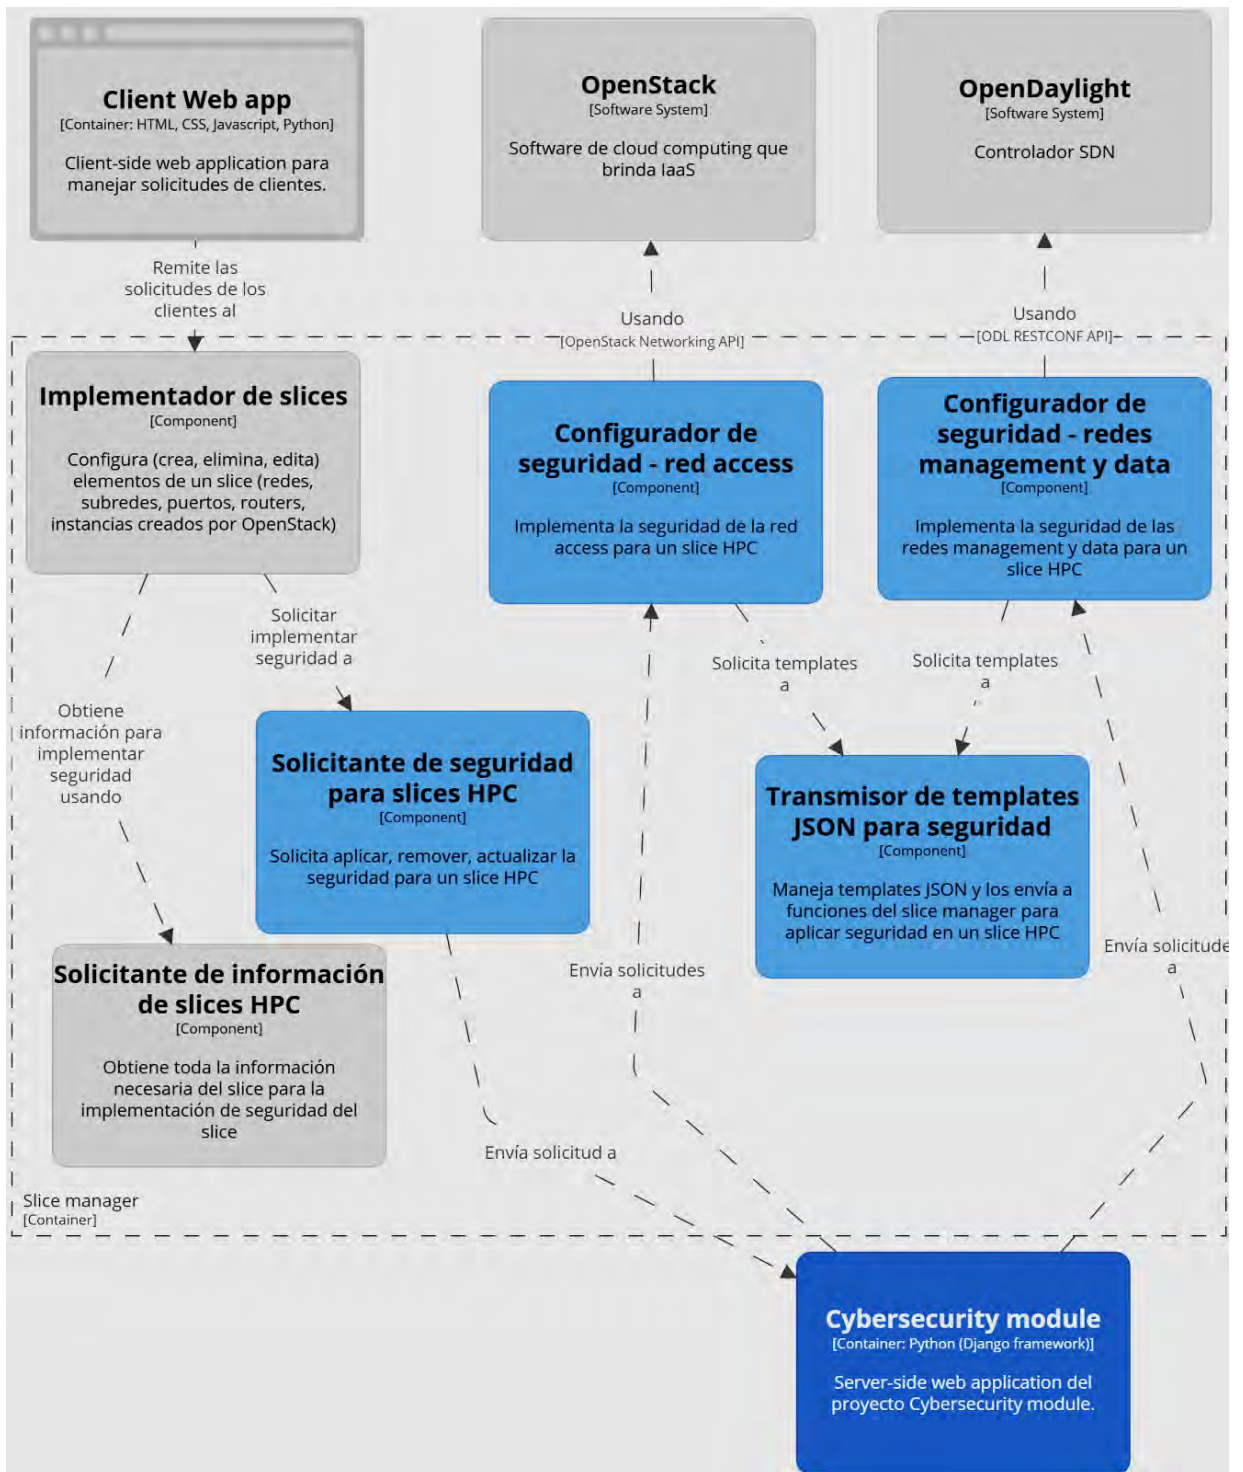 Client Web app
[Container: HTML, CSS, Javascript, Python]
Client-side web application para
manejar solicitudes de clientes.
OpenStack
[Software System]
Software de cloud computing que
brinda IaaS
OpenDaylight
[Software System]
Controlador SDN
Remite las
solicitudes de los
clientes al
Usando
[OpenStack Networking API]
Usando
[ODL RESTCONF API]
Implementador de slices
[Component]
Configura (crea, elimina, edita)
elementos de un slice (redes,
subredes, puertos, routers,
instancias creados por OpenStack)
Configurador de
seguridad - red access
[Component]
Implementa la seguridad de la red
access para un slice HPC
Configurador de
seguridad - redes
management y data
[Component]
Implementa la seguridad de las
redes management y data para un
slice HPC
Solicitar
implementar
seguridad a
Solicita templates
a
Solicita templates
a
Obtiene
información para
implementar
seguridad
usando
Solicitante de seguridad
para slices HPC
[Component]
Solicita aplicar, remover, actualizar la
seguridad para un slice HPC
Transmisor de templates
JSON para seguridad
[Component]
Maneja templates JSON y los envía a
funciones del slice manager para
aplicar seguridad en un slice HPC
Solicitante de información
de slices HPC
[Component]
Obtiene toda la información
necesaria del slice para la
implementación de seguridad del
slice
Envía solicitudes
a
Envía solicitude
a
Envía solicitud a
Slice manager
[Container]
Cybersecurity module
[Container: Python (Django framework)]
Server-side web application del
proyecto Cybersecurity module.